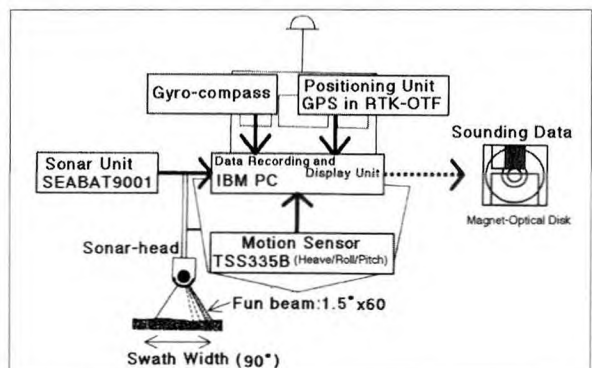 Gyro-compass
Positioning Unit
GPS in RTK-OTF
Sounding Data
Sonar Unit
SEABAT9001
Data Recording and
Display Unit
IBM PC
Magnet-Optical Disk
Sonar-head
Motion Sensor
TSS335B (Heave/Roll/Pitch)
Fun beam:1.5°x60
Swath Width (90°)